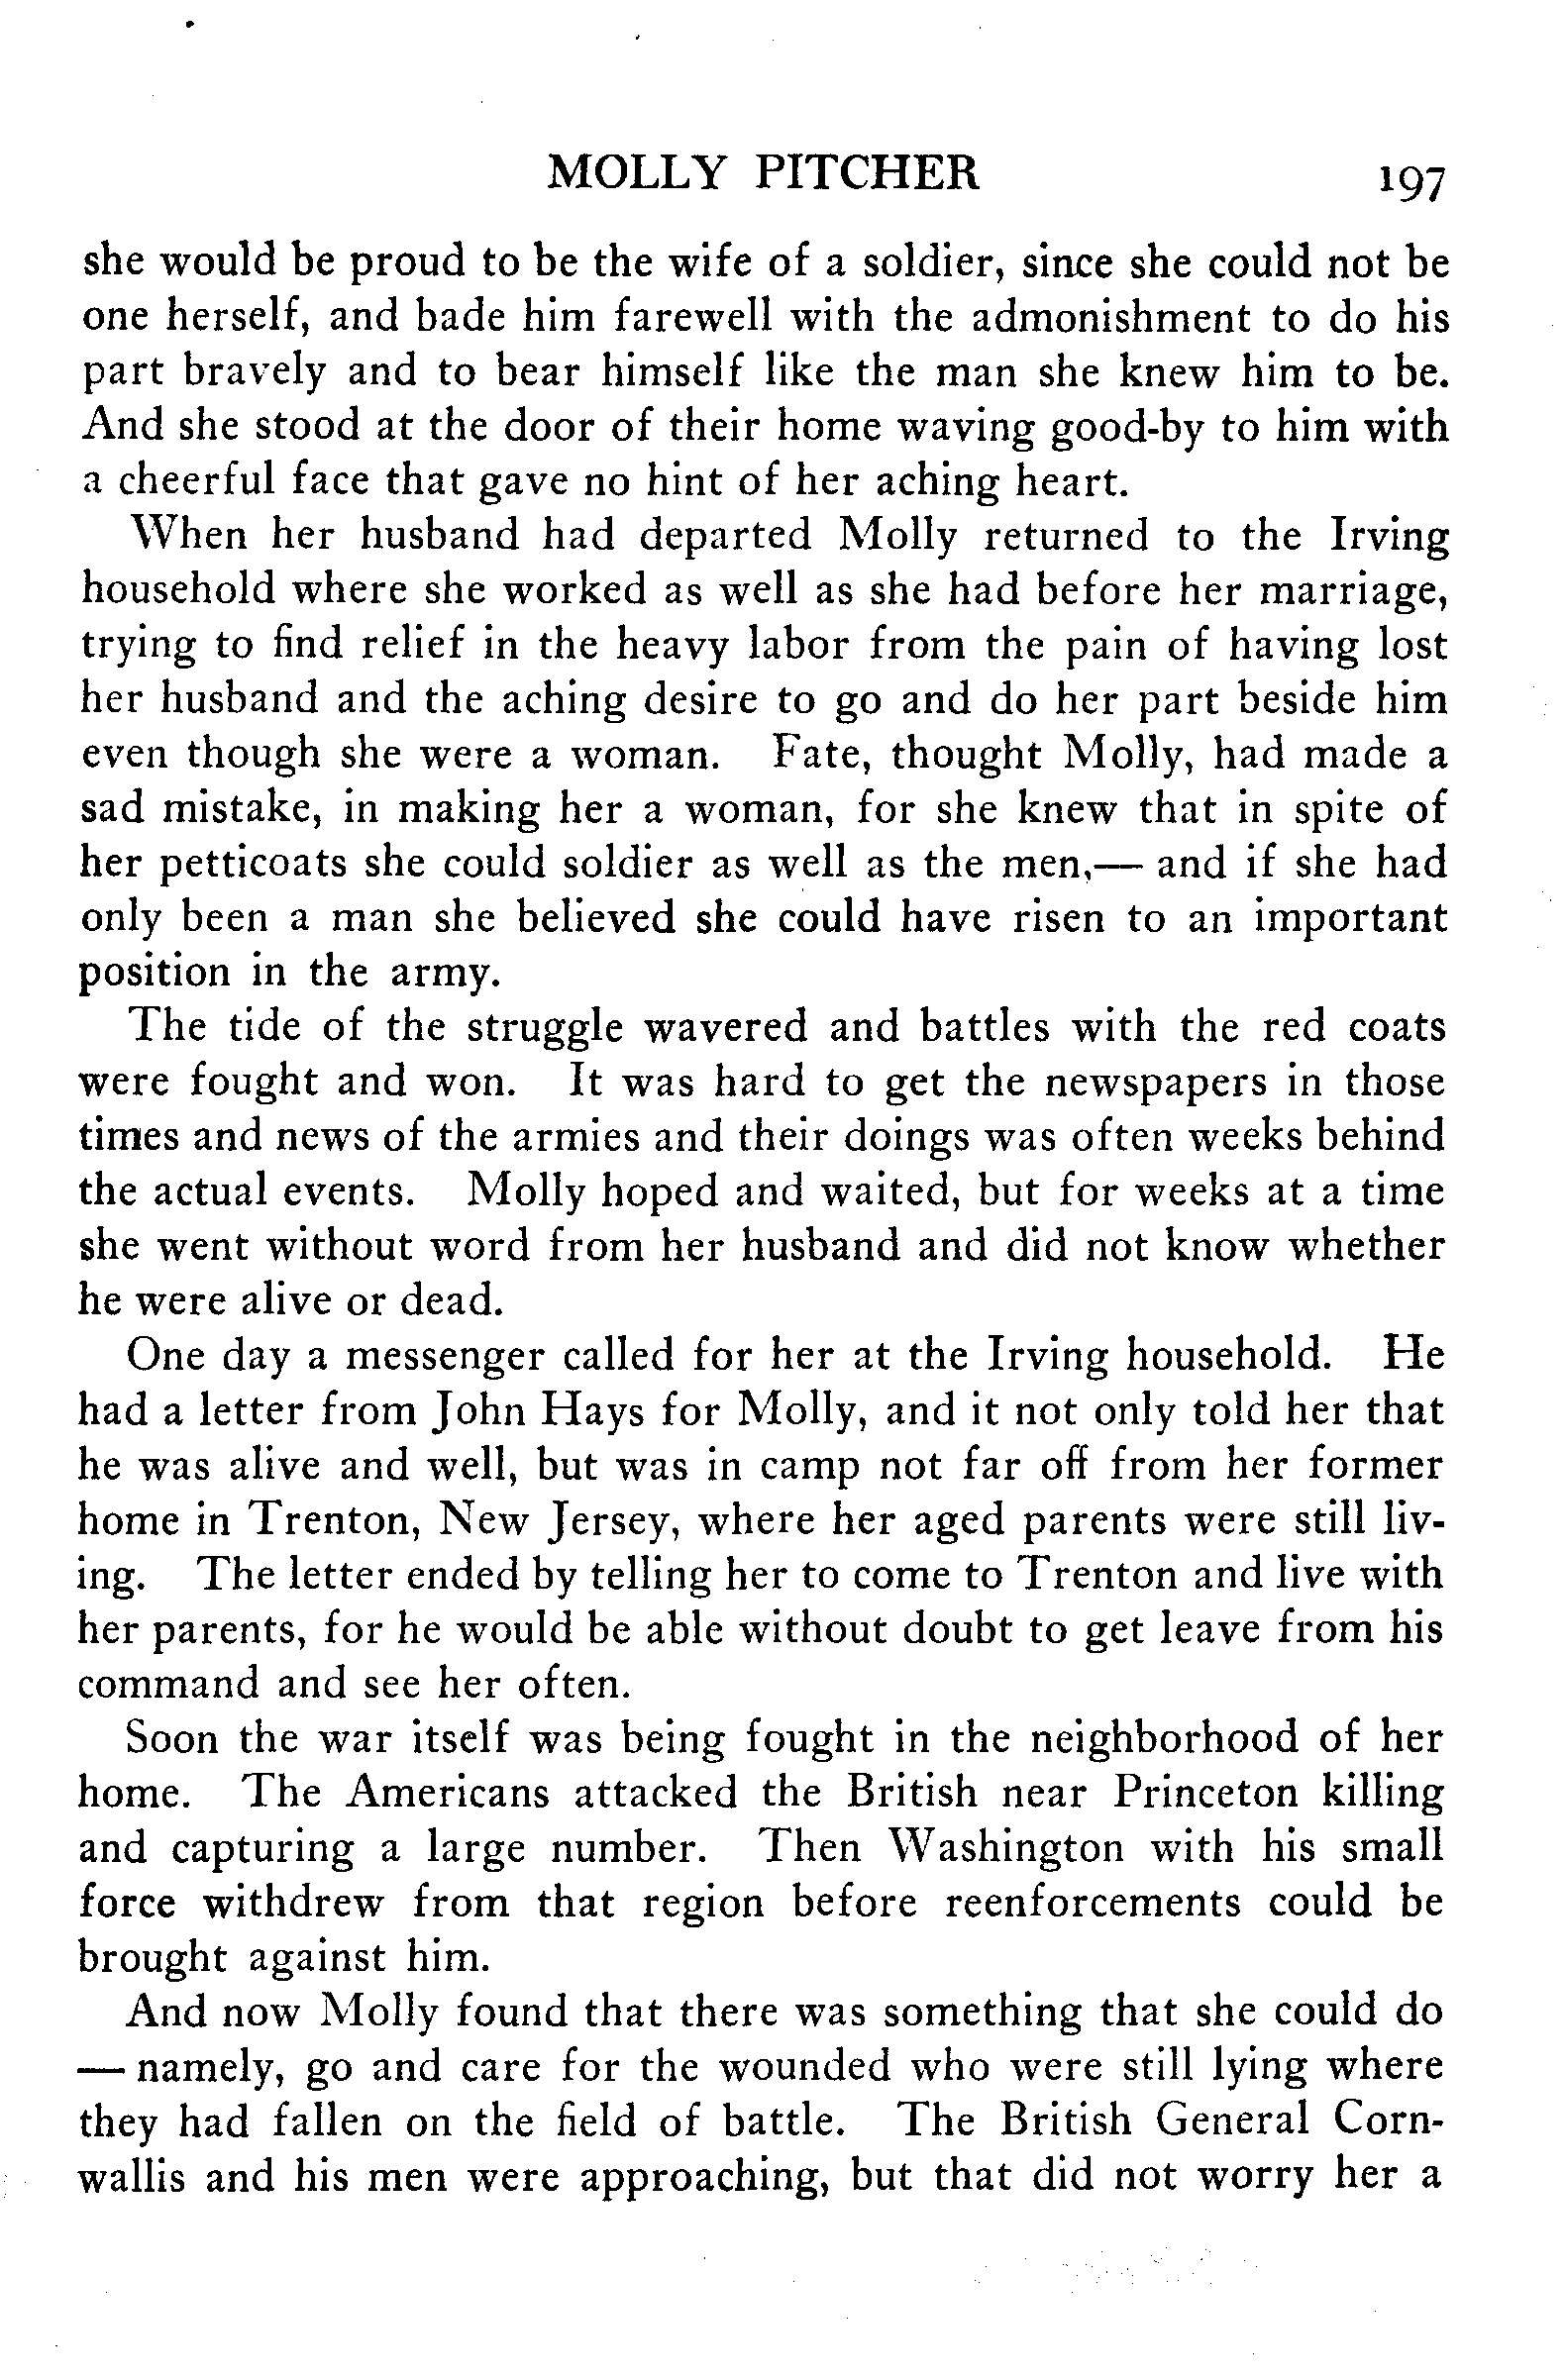 MOLLY PITCHER 197
she would be proud to be the wife of a soldier, since she could not be
one herself, and bade him farewell with the admonishment to do his
part bravely and to bear himself like the man she knew him to be.
And she stood at the door of their home waving good-by to him with
a cheerful face that gave no hint of her aching heart.
When her husband had departed Molly returned to the Irving
household where she worked as well as she had before her marriage,
trying to find relief in the heavy labor from the pain of having lost
her husband and the aching desire to go and do her part beside him
even though she were a woman. Fate, thought Molly, had made a
sad mistake, in making her a woman, for she knew that in spite of
her petticoats she could soldier as well as the men,— and if she had
only been a man she believed she could have risen to an important
position in the army.
The tide of the struggle wavered and battles with the red coats
were fought and won. It was hard to get the newspapers in those
times and news of the armies and their doings was often weeks behind
the actual events. Molly hoped and waited, but for weeks at a time
she went without word from her husband and did not know whether
he were alive or dead.
One day a messenger called for her at the Irving household. He
had a letter from John Hays for Molly, and it not only told her that
he was alive and well, but was in camp not far off from her former
home in Trenton, New Jersey, where her aged parents were still liv-
ing. The letter ended by telling her to come to Trenton and live with
her parents, for he would be able without doubt to get leave from his
command and see her often.
Soon the war itself was being fought in the neighborhood of her
home. The Americans attacked the British near Princeton killing
and capturing a large number. Then Washington with his small
force withdrew from that region before reenforcements could be
brought against him.
And now Molly found that there was something that she could do
— namely, go and care for the wounded who were still lying where
they had fallen on the field of battle. The British General Corn-
wallis and his men were approaching, but that did not worry her a